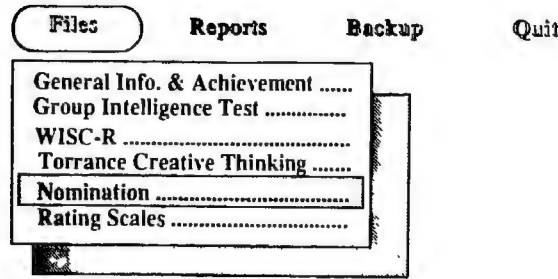 Files Reports Backup Quit
General Info. & Achievement ......
Group Intelligence Test ...............
WISC-R ..........................................
Torrance Creative Thinking .......
Nomination ....................................
Rating Scales .................................